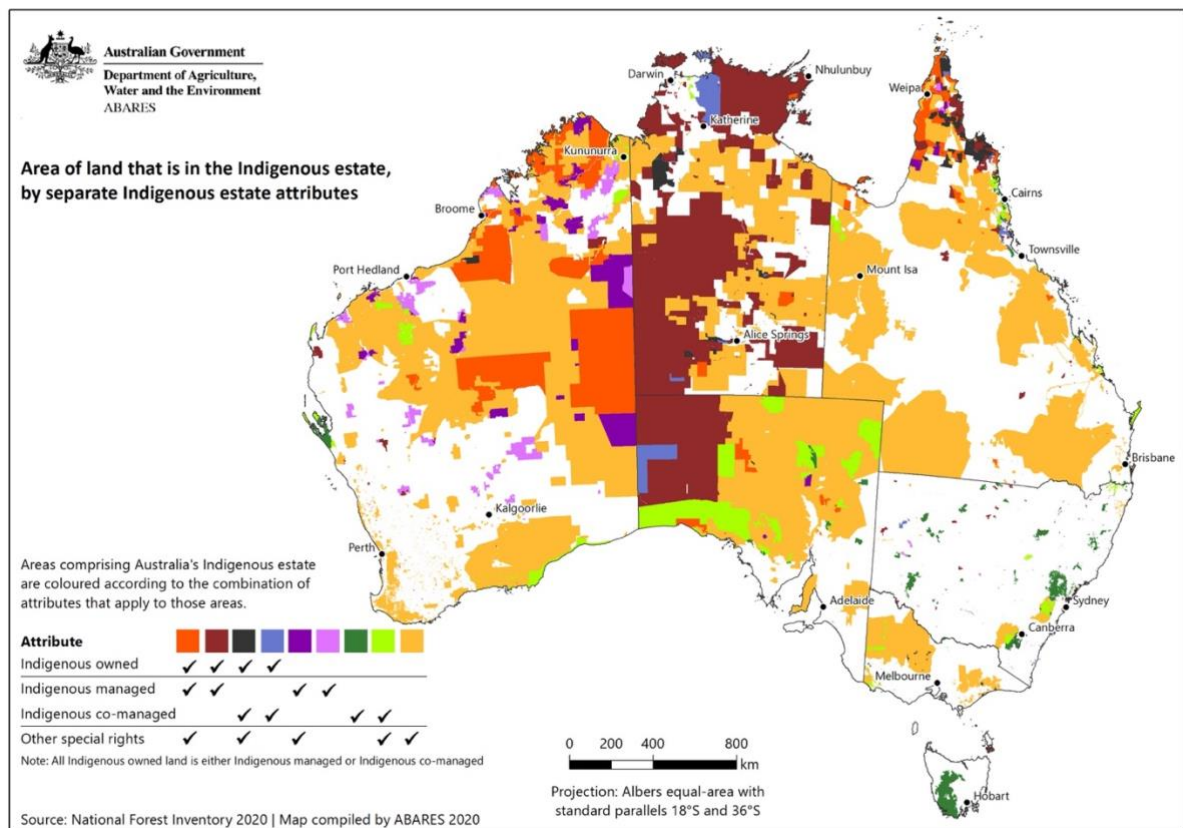 Australian Government
Department of Agriculture,
Water and the Environment
ABARES
Area of land that is in the Indigenous estate,
by separate Indigenous estate attributes
Darwin
Nhulunbuy
Weipa
Katherine
Kununurra
Cairns
Broome
Townsville
Port Hedland
Mount Isa
Alice Springs
Brisbane
Kalgoorlie
Perth
Adelaide
Sydney
Canberra
Melbourne
Hobart
Areas comprising Australia's Indigenous estate
are coloured according to the combination of
attributes that apply to those areas.
Attribute
Indigenous owned
Indigenous managed
Indigenous co-managed
Other special rights
Note: All Indigenous owned land is either Indigenous managed or Indigenous co-managed
0 200 400 800
km
Projection: Albers equal-area with
standard parallels 18°S and 36°S
Source: National Forest Inventory 2020 | Map compiled by ABARES 2020